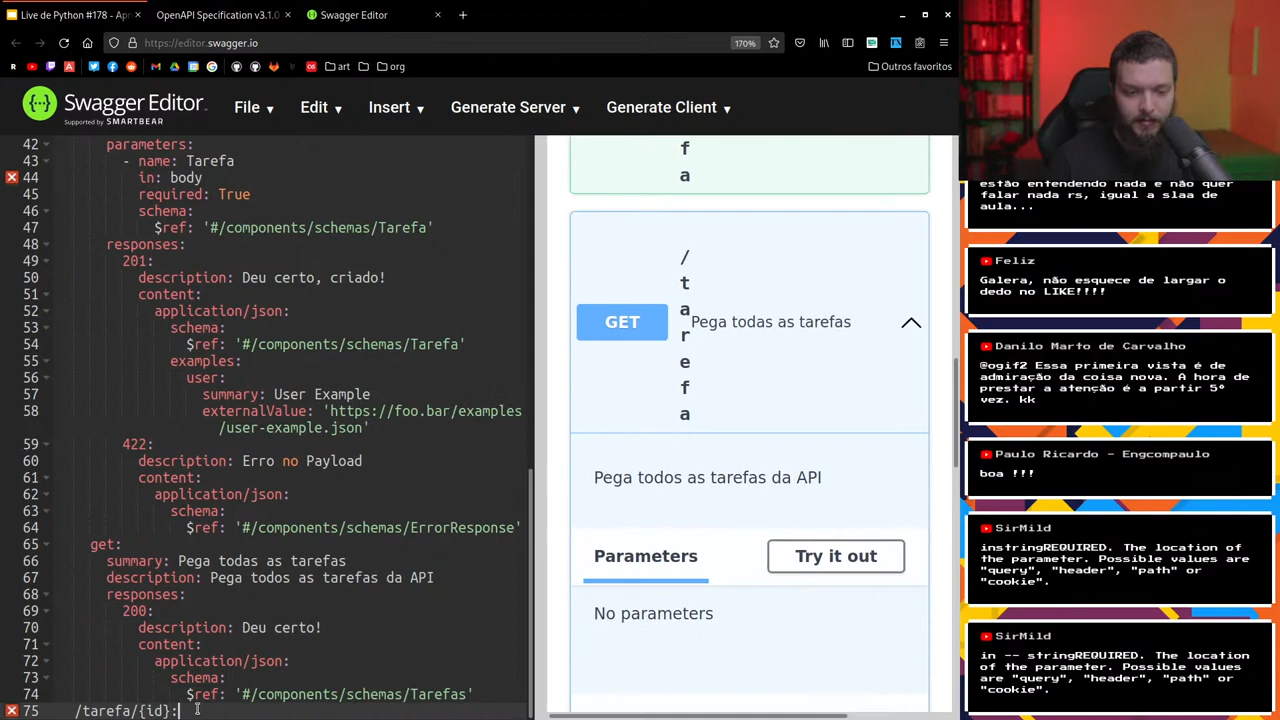 Live de Python #178 - Apr
OpenAPI Specification v3.1.0
Swagger Editor
https://editor.swagger.io
170%
art
org
Outros favoritos
Swagger Editor
Supported by SMARTBEAR
File
Edit
Insert
Generate Server
Generate Client
42 parameters:
43 - name: Tarefa
44 in: body
45 required: True
46 schema:
47 $ref: '#/components/schemas/Tarefa'
48 responses:
49 201:
50 description: Deu certo, criado!
51 content:
52 application/json:
53 schema:
54 $ref: '#/components/schemas/Tarefa'
55 examples:
56 user:
57 summary: User Example
58 externalValue: 'https://foo.bar/examples
/user-example.json'
59 422:
60 description: Erro no Payload
61 content:
62 application/json:
63 schema:
64 $ref: '#/components/schemas/ErrorResponse'
65 get:
66 summary: Pega todas as tarefas
67 description: Pega todos as tarefas da API
68 responses:
69 200:
70 description: Deu certo!
71 content:
72 application/json:
73 schema:
74 $ref: '#/components/schemas/Tarefas'
75 /tarefa/{id}:
f
a
GET
/
t
a
r
e
f
a
Pega todas as tarefas
Pega todos as tarefas da API
Parameters
Try it out
No parameters
estão entendendo nada e não quer
falar nada rs, igual a slaa de
aula...
Feliz
Galera, não esquece de largar o
dedo no LIKE!!!!
Danilo Marto de Carvalho
@ogif2 Essa primeira vista é de
admiração da coisa nova. A hora de
prestar a atenção é a partir 5°
vez. kk
Paulo Ricardo - Engcompaulo
boa !!!
SirMild
instringREQUIRED. The location of
the parameter. Possible values are
"query", "header", "path" or
"cookie".
SirMild
in -- stringREQUIRED. The location
of the parameter. Possible values
are "query", "header", "path" or
"cookie".